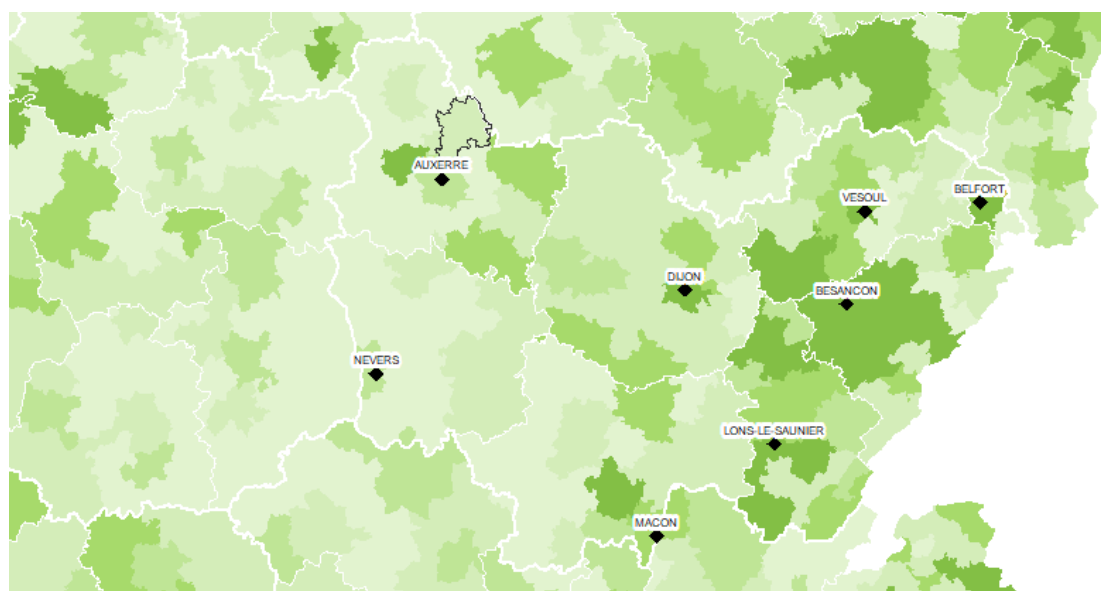 AUXERRE
BELFORT
VESOUL
DIJON
BESANCON
NEVERS
LONS-LE-SAUNIER
MACON